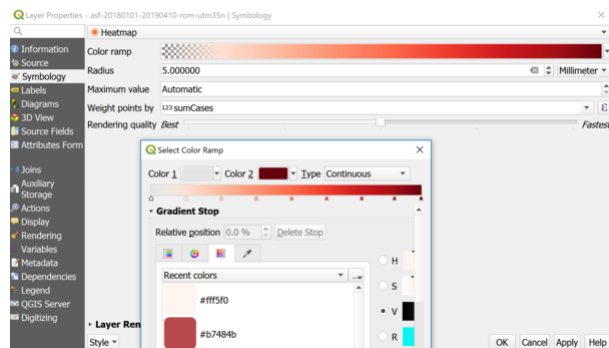 Layer Properties - asf-20180101-20190410-rom-utm35n | Symbology
Information
Source
Symbology
Labels
Diagrams
3D View
Source Fields
Attributes Form
Joins
Auxiliary
Storage
Actions
Display
Rendering
Variables
Metadata
Dependencies
Legend
QGIS Server
Digitizing
Heatmap
Color ramp
Radius 5.000000 Millimeter
Maximum value Automatic
Weight points by 123 sumCases ε
Rendering quality Best Fastest
Select Color Ramp
Color 1 Color 2 Type Continuous
Gradient Stop
Relative position 0.0 % Delete Stop
Recent colors ...
#fff5f0
#b7484b
H
S
V
R
Layer Ren
Style OK Cancel Apply Help